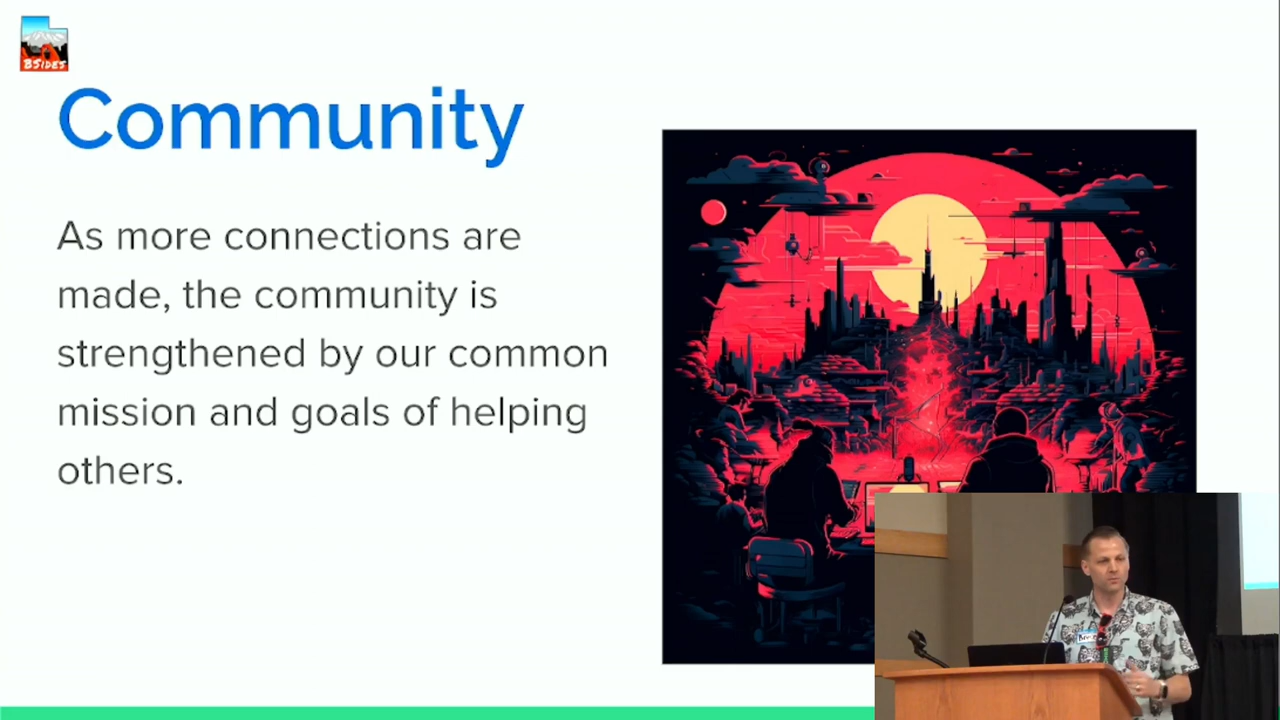 BSIDES
Community
As more connections are
made, the community is
strengthened by our common
mission and goals of helping
others.